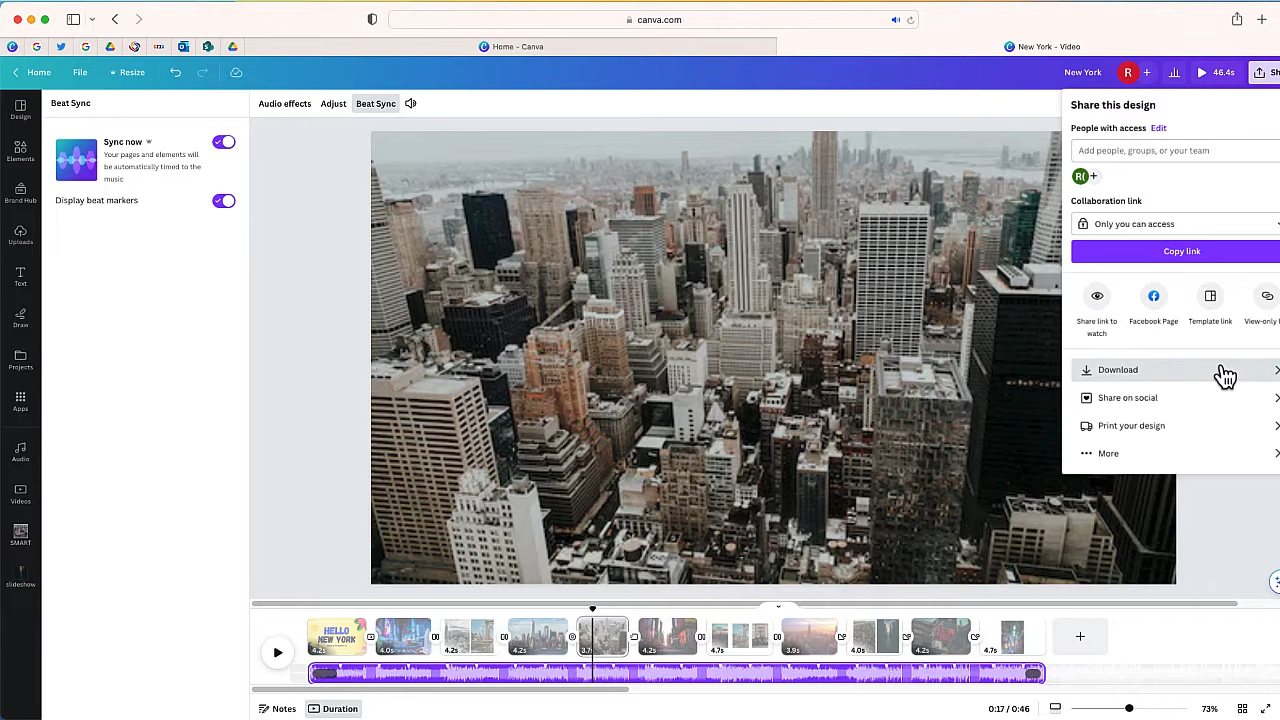 canva.com
Home - Canva
New York - Video
Home
File
Resize
New York
R
46.4s
Sh
Design
Elements
Brand Hub
Uploads
Text
Draw
Projects
Apps
Audio
Videos
SMART
slideshow
Beat Sync
Sync now
Your pages and elements will
be automatically timed to the
music
Display beat markers
Audio effects
Adjust
Beat Sync
Share this design
People with access Edit
Add people, groups, or your team
R(
Collaboration link
Only you can access
Copy link
Share link to
watch
Facebook Page
Template link
View-only l
Download
Share on social
Print your design
More
HELLO
NEW YORK
4.2s
4.0s
4.2s
4.2s
3.7s
4.2s
4.7s
3.9s
4.0s
4.2s
4.7s
Notes
Duration
0:17 / 0:46
73%